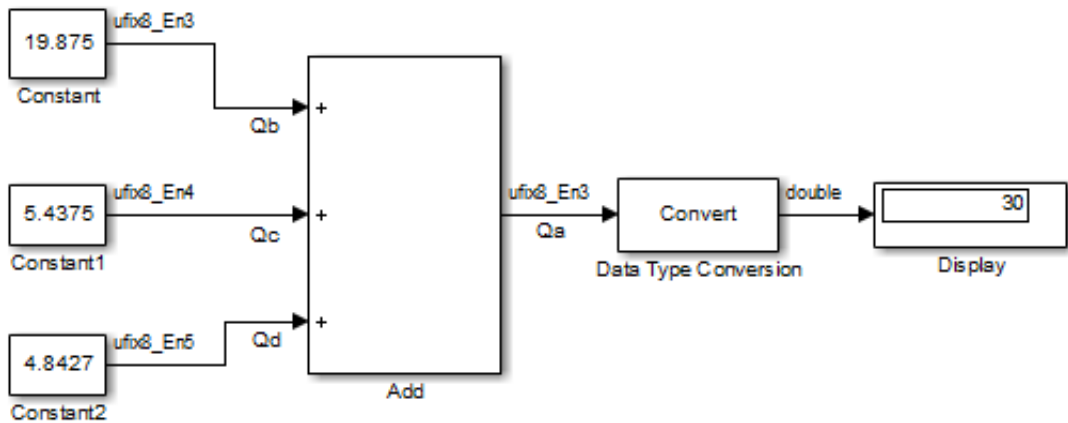 ufix8_En3
19.875
Constant
+
Qb
ufix8_En4
5.4375
+
Constant1
Qc
ufix8_En3
Qa
Convert
Data Type Conversion
double
30
Display
ufix8_En5
+
Qd
4.8427
Constant2
Add